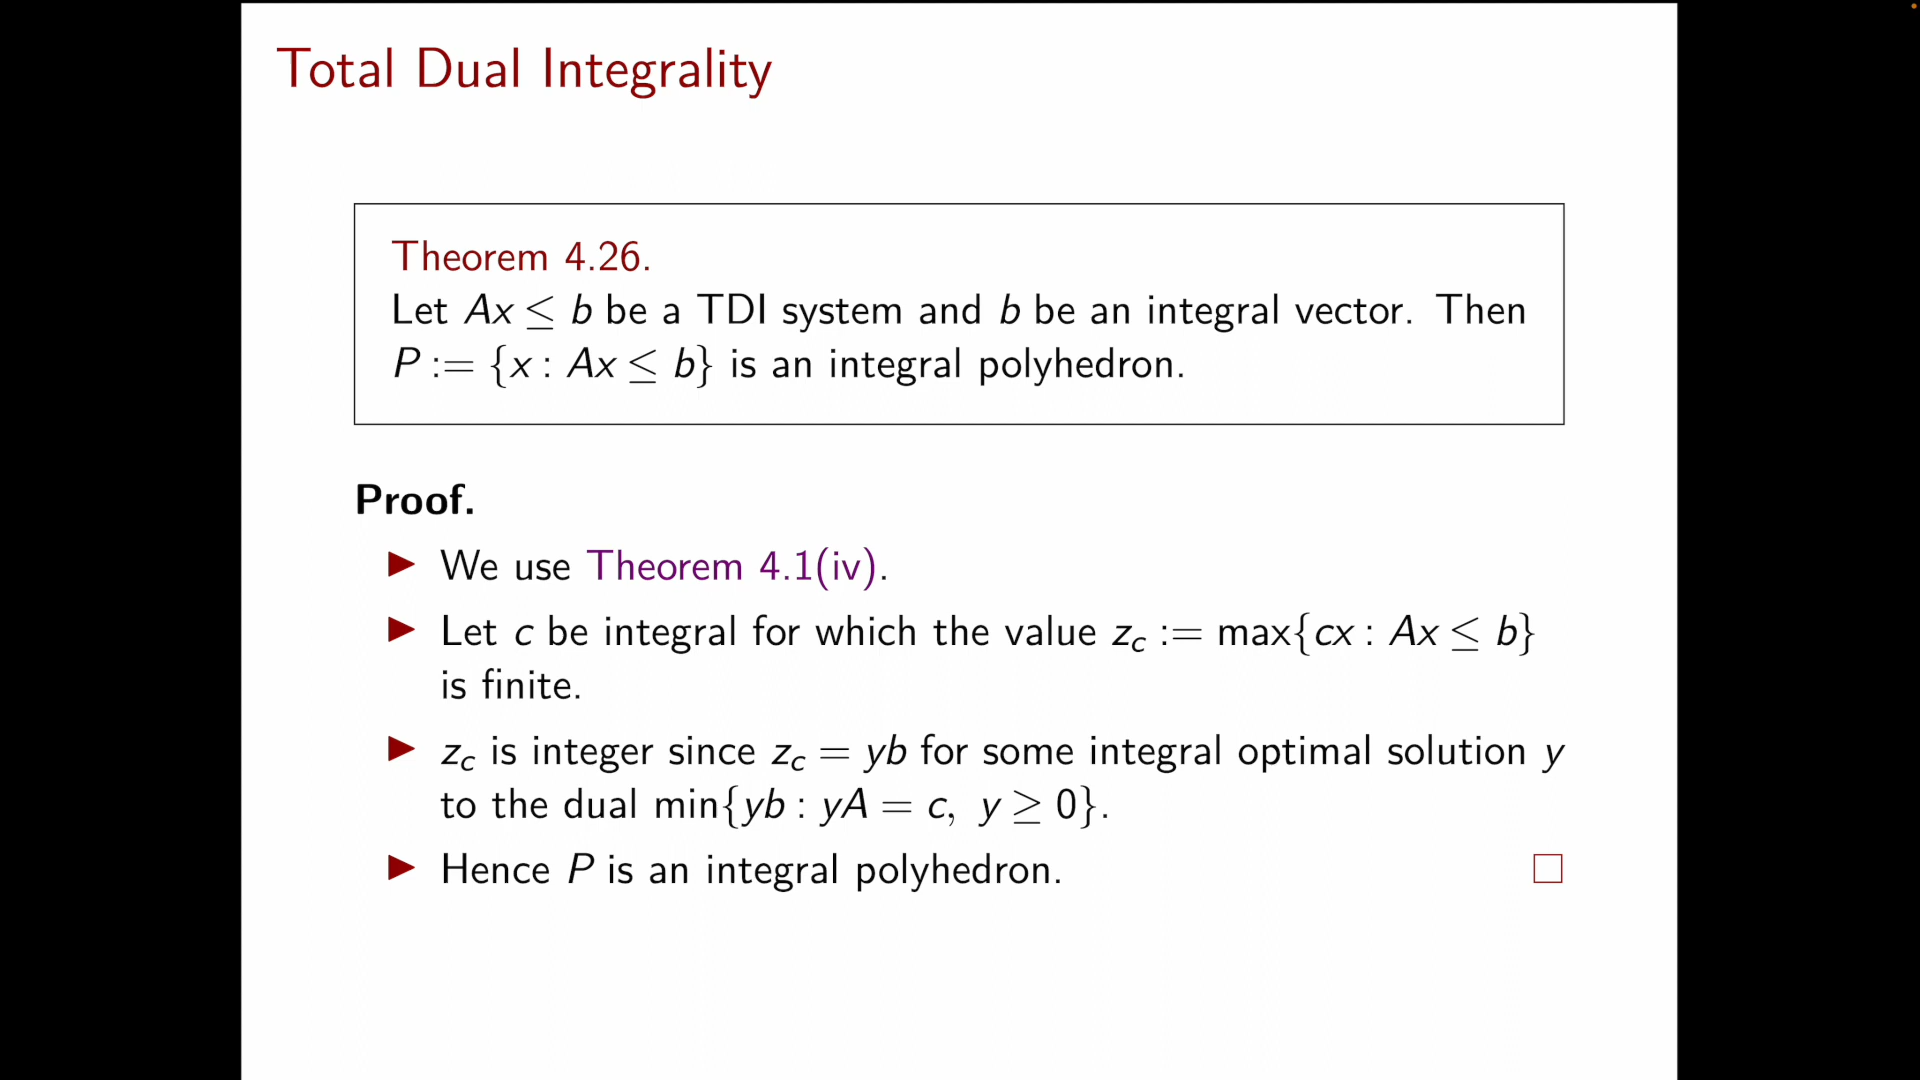 Total Dual Integrality
Theorem 4.26.
Let Ax ≤ b be a TDI system and b be an integral vector. Then
P := {x : Ax ≤ b} is an integral polyhedron.
Proof.
▶ We use Theorem 4.1(iv).
▶ Let c be integral for which the value z_c := max{cx : Ax ≤ b}
is finite.
▶ z_c is integer since z_c = yb for some integral optimal solution y
to the dual min{yb : yA = c, y ≥ 0}.
▶ Hence P is an integral polyhedron. □